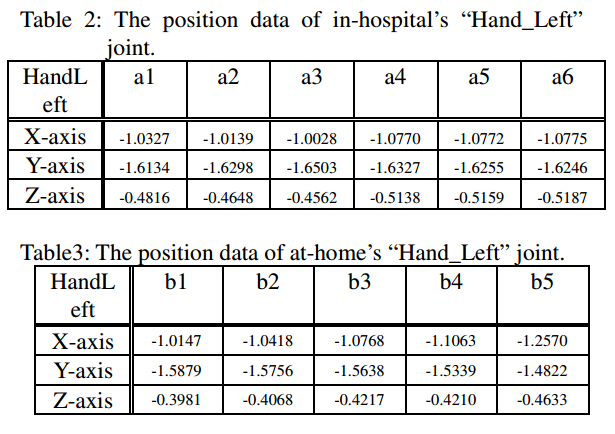 Table 2: The position data of in-hospital's “Hand_Left”
joint.
HandL eft a1 a2 a3 a4 a5 a6
X-axis -1.0327 -1.0139 -1.0028 -1.0770 -1.0772 -1.0775
Y-axis -1.6134 -1.6298 -1.6503 -1.6327 -1.6255 -1.6246
Z-axis -0.4816 -0.4648 -0.4562 -0.5138 -0.5159 -0.5187
Table3: The position data of at-home's “Hand_Left” joint.
HandL eft b1 b2 b3 b4 b5
X-axis -1.0147 -1.0418 -1.0768 -1.1063 -1.2570
Y-axis -1.5879 -1.5756 -1.5638 -1.5339 -1.4822
Z-axis -0.3981 -0.4068 -0.4217 -0.4210 -0.4633